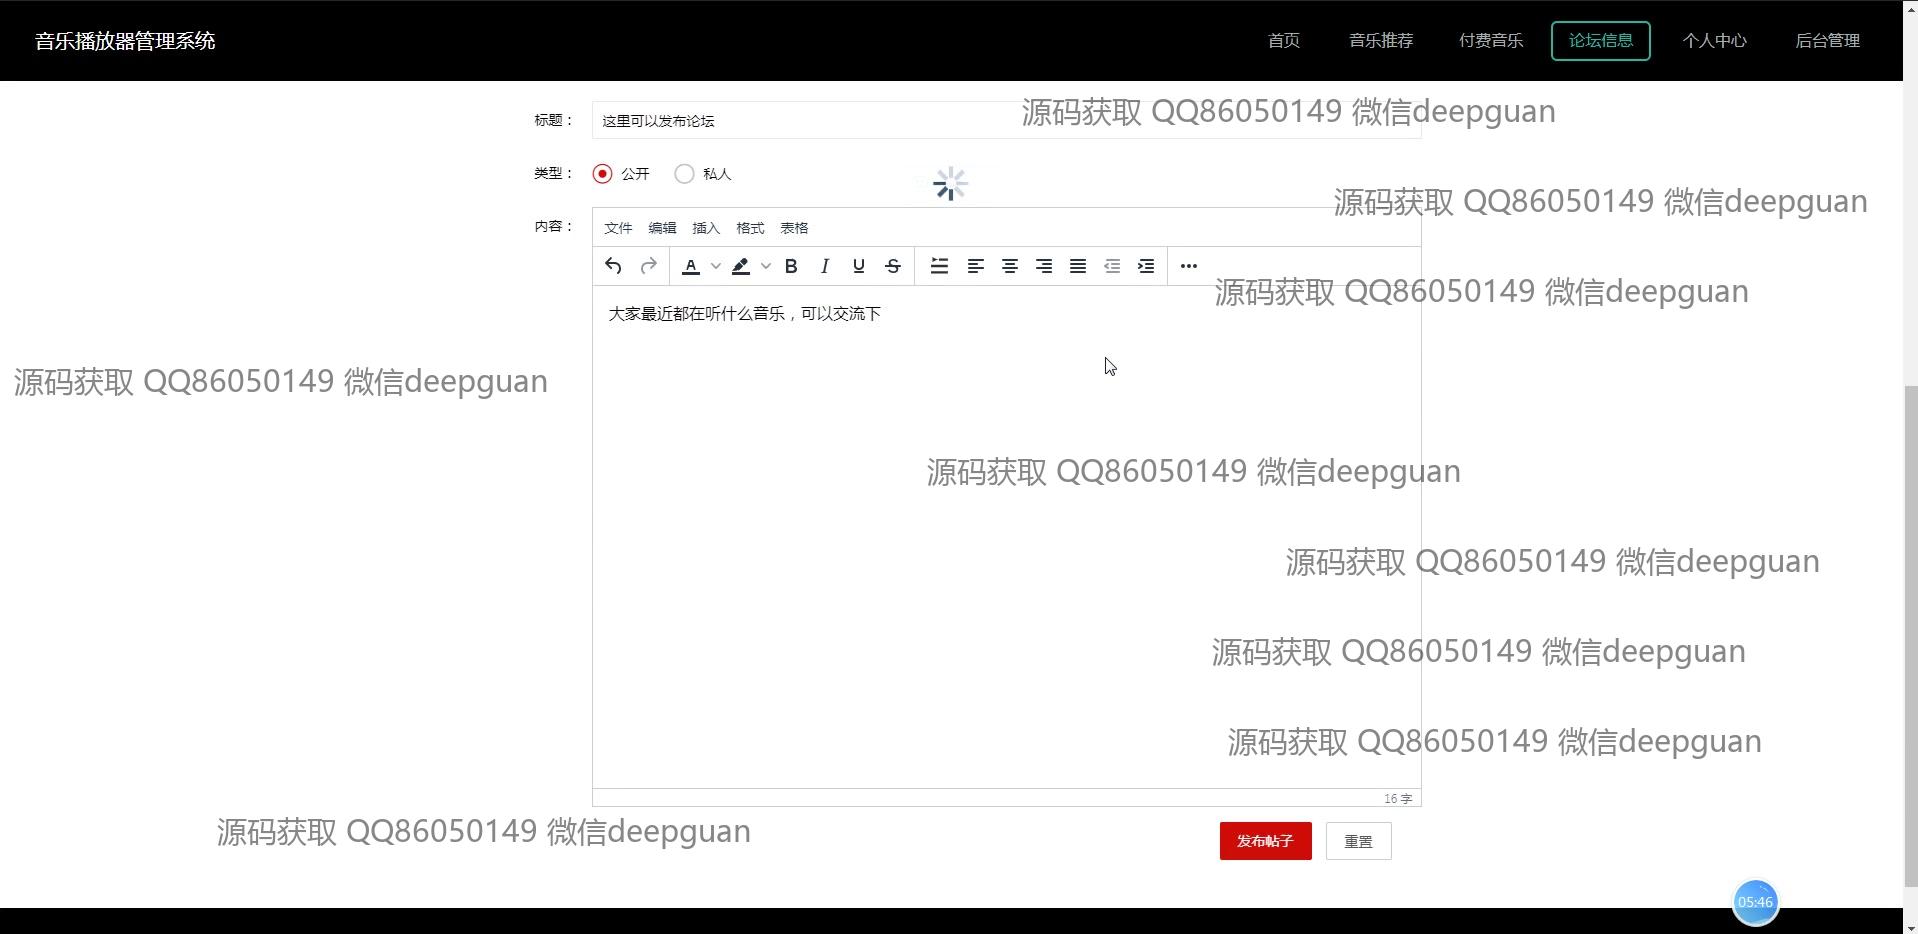 音乐播放器管理系统
首页 音乐推荐 付费音乐 论坛信息 个人中心 后台管理
标题： 这里可以发布论坛
源码获取 QQ86050149 微信deepguan
类型： 公开 私人
源码获取 QQ86050149 微信deepguan
内容： 文件 编辑 插入 格式 表格
A B I U S
源码获取 QQ86050149 微信deepguan
大家最近都在听什么音乐，可以交流下
源码获取 QQ86050149 微信deepguan
源码获取 QQ86050149 微信deepguan
源码获取 QQ86050149 微信deepguan
源码获取 QQ86050149 微信deepguan
源码获取 QQ86050149 微信deepguan
16 字
源码获取 QQ86050149 微信deepguan
发布帖子 重置
05:46